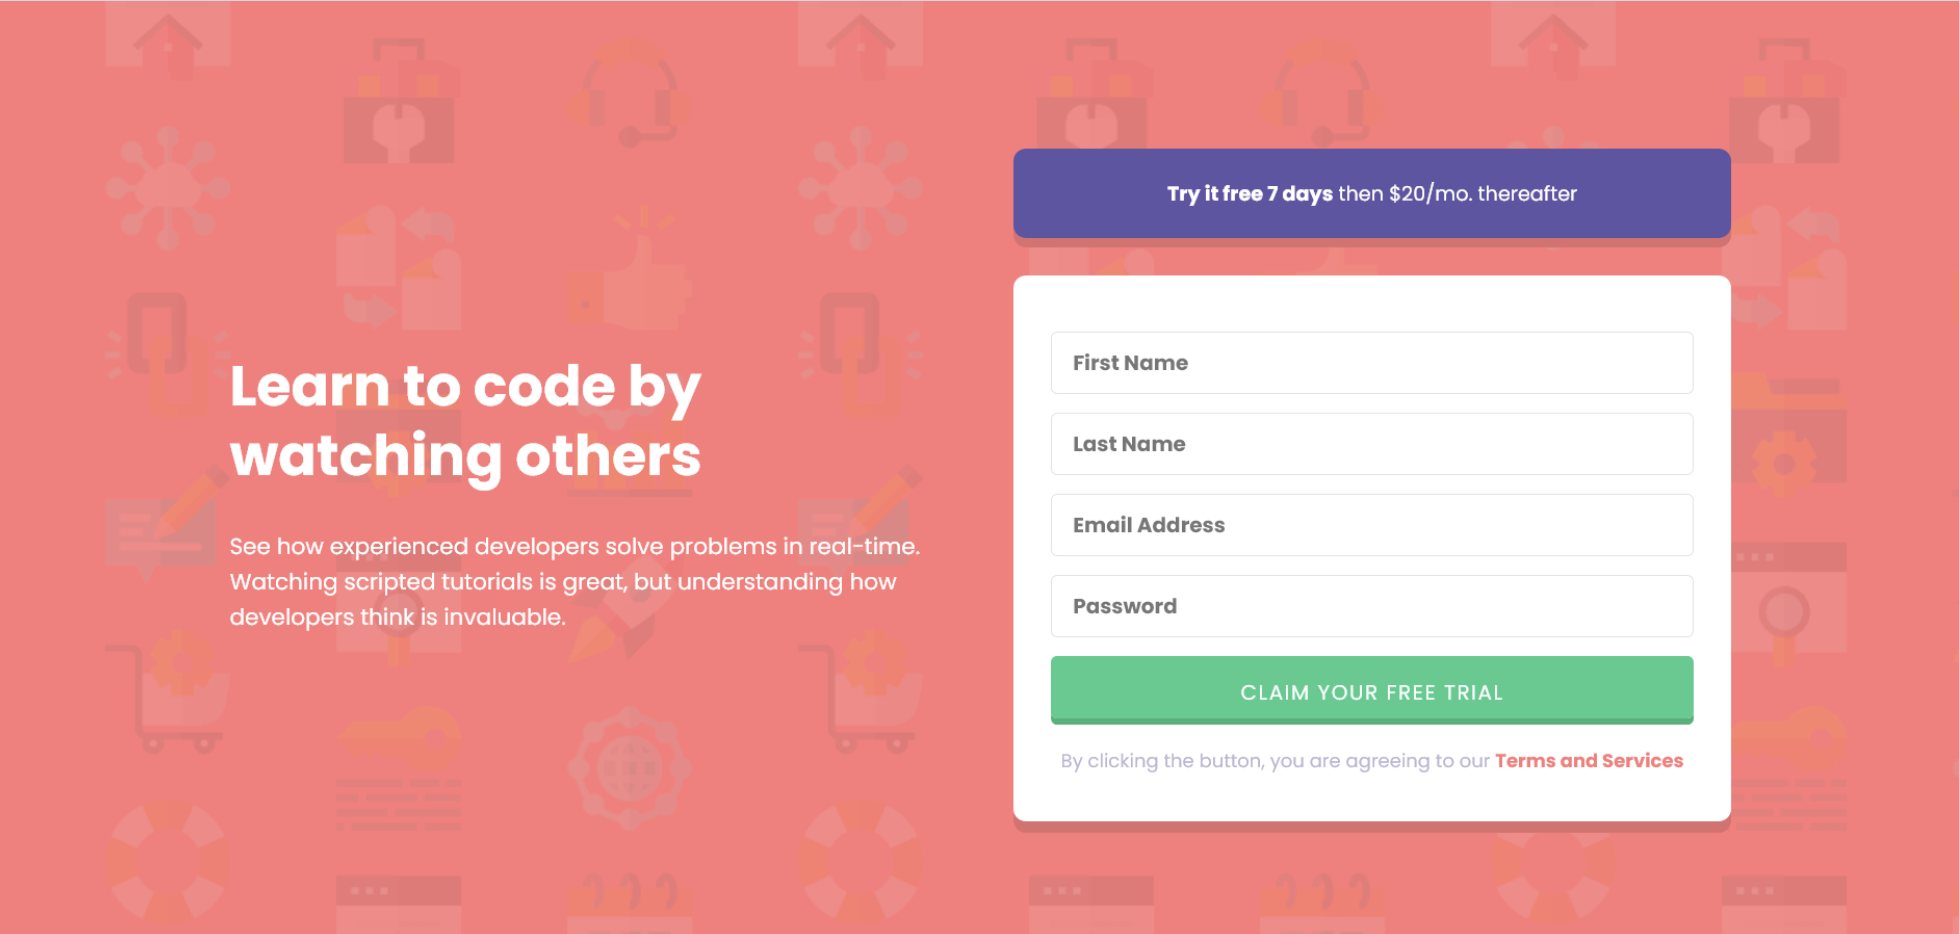 Learn to code by
watching others
See how experienced developers solve problems in real-time.
Watching scripted tutorials is great, but understanding how
developers think is invaluable.
Try it free 7 days then $20/mo. thereafter
First Name
Last Name
Email Address
Password
CLAIM YOUR FREE TRIAL
By clicking the button, you are agreeing to our Terms and Services